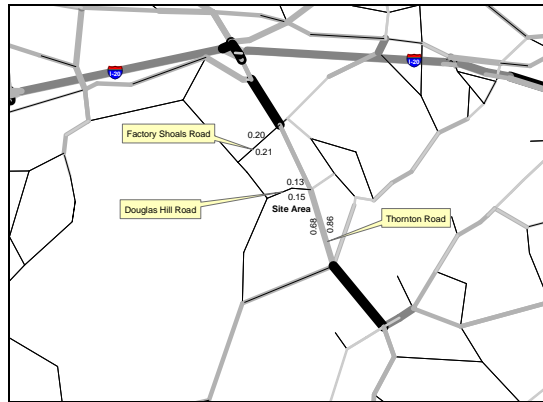 I-20
I-20
Factory Shoals Road
0.20
0.21
0.13
0.15
Douglas Hill Road
Site Area
0.68
0.86
Thornton Road